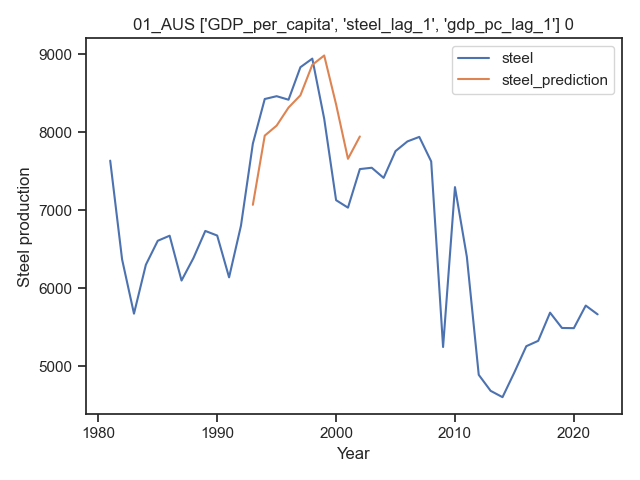 01_AUS ['GDP_per_capita', 'steel_lag_1', 'gdp_pc_lag_1'] 0
steel
steel_prediction
9000
8000
7000
6000
5000
Steel production
1980
1990
2000
2010
2020
Year